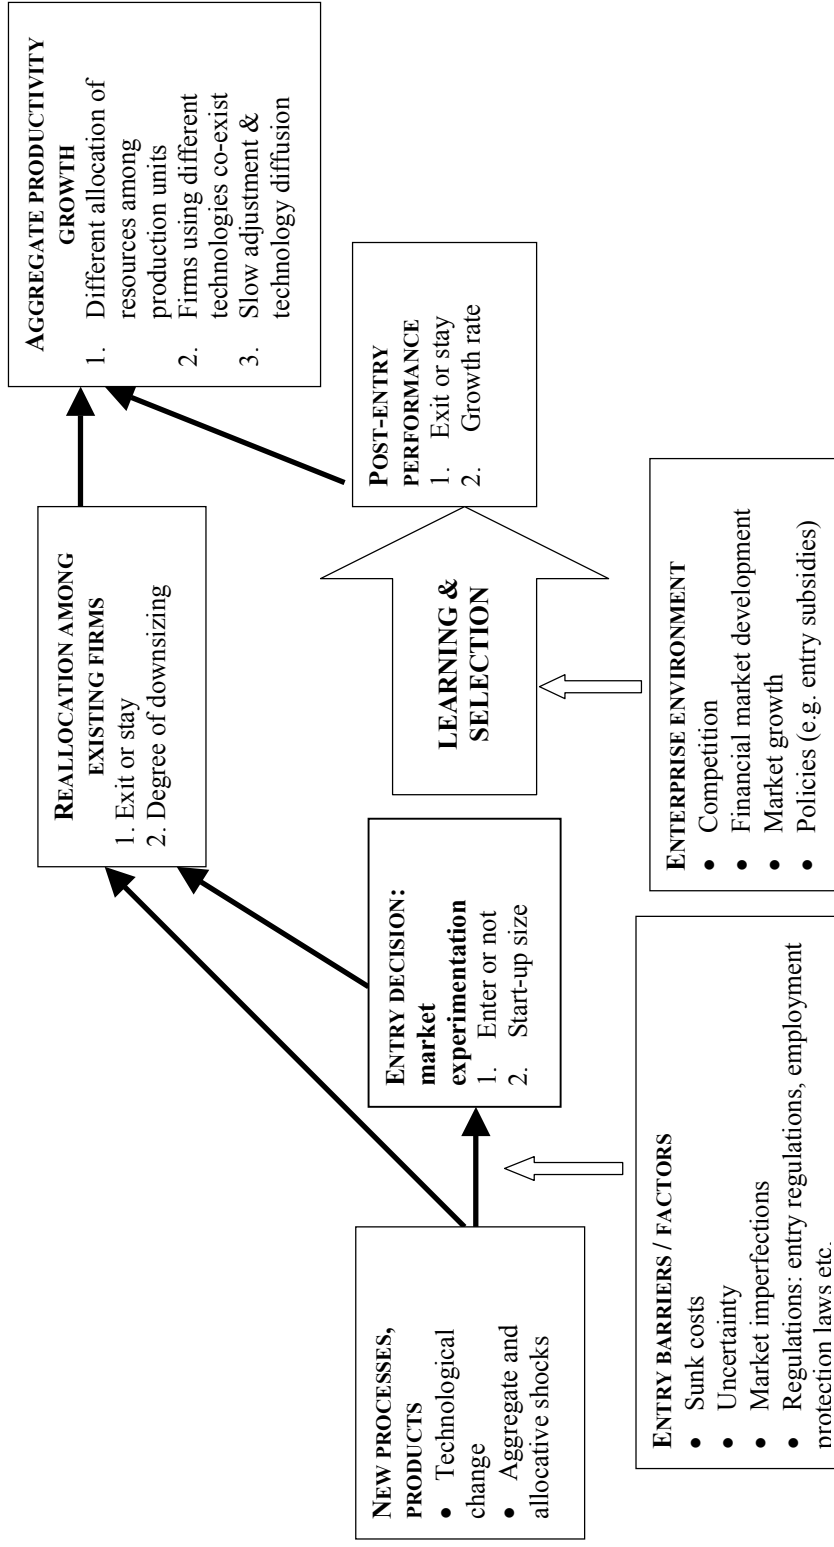 NEW PROCESSES,
PRODUCTS
• Technological
change
• Aggregate and
allocative shocks
ENTRY BARRIERS / FACTORS
• Sunk costs
• Uncertainty
• Market imperfections
• Regulations: entry regulations, employment
protection laws etc.
ENTRY DECISION:
market
experimentation
1. Enter or not
2. Start-up size
REALLOCATION AMONG
EXISTING FIRMS
1. Exit or stay
2. Degree of downsizing
LEARNING &
SELECTION
ENTERPRISE ENVIRONMENT
• Competition
• Financial market development
• Market growth
• Policies (e.g. entry subsidies)
POST-ENTRY
PERFORMANCE
1. Exit or stay
2. Growth rate
AGGREGATE PRODUCTIVITY
GROWTH
1. Different allocation of
resources among
production units
2. Firms using different
technologies co-exist
3. Slow adjustment &
technology diffusion